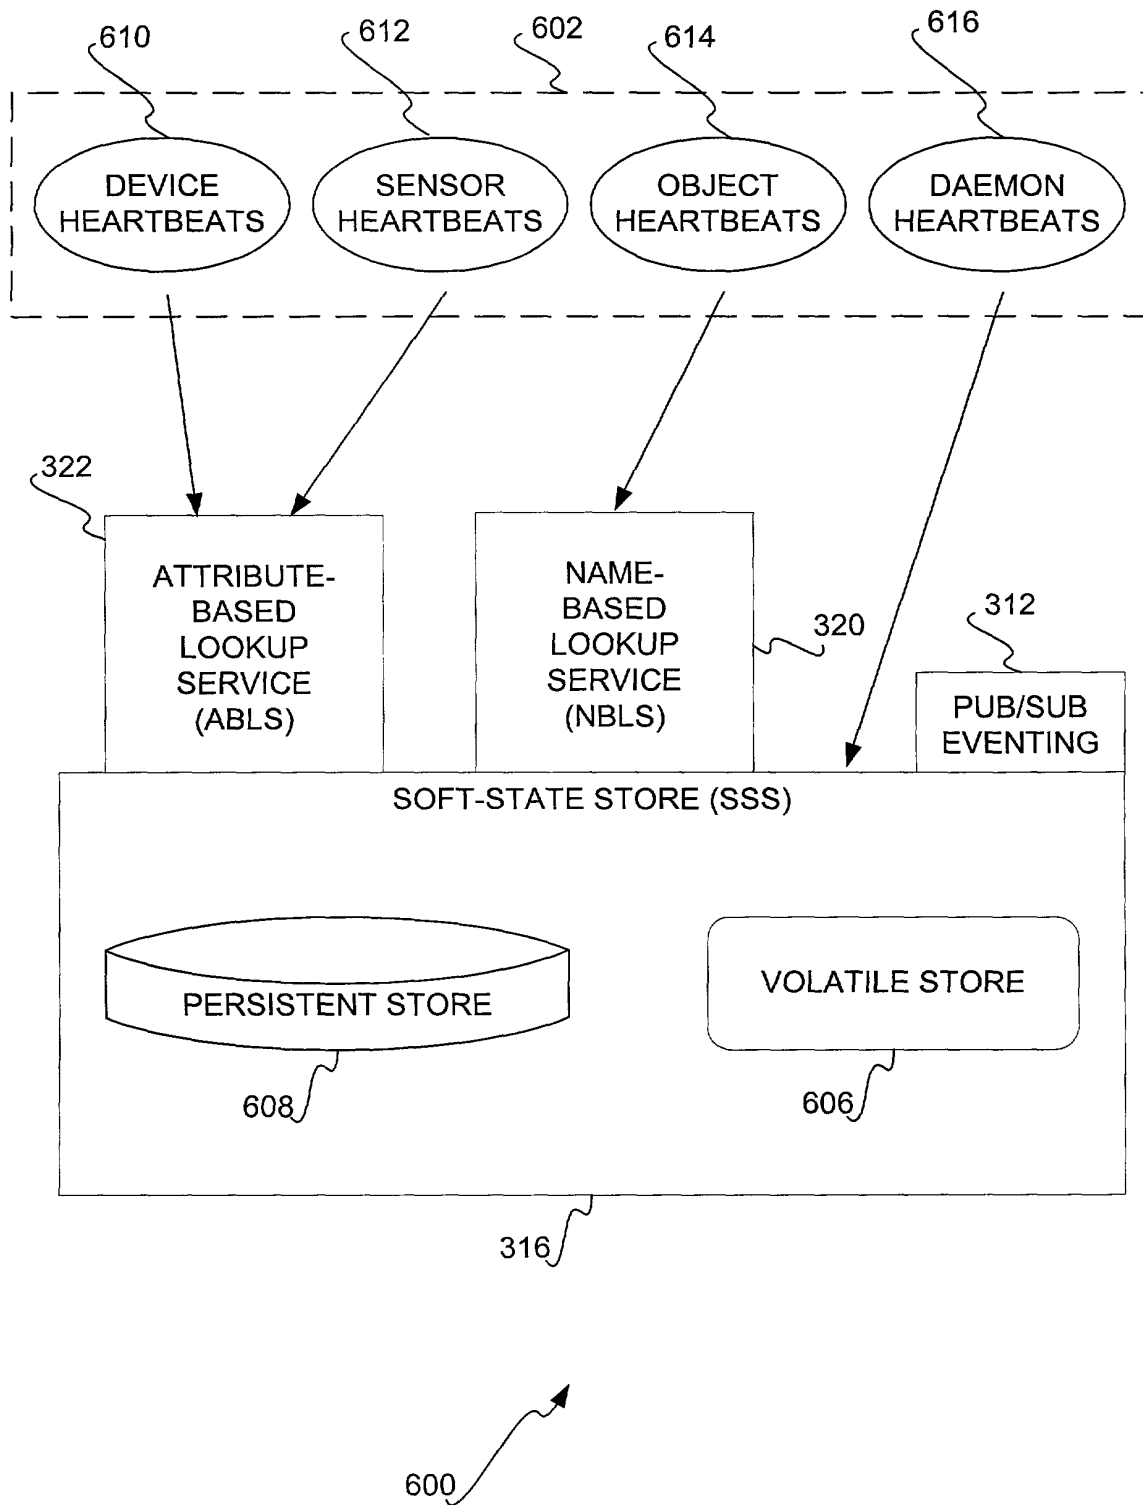 610
612
602
614
616
DEVICE
HEARTBEATS
SENSOR
HEARTBEATS
OBJECT
HEARTBEATS
DAEMON
HEARTBEATS
322
ATTRIBUTE-
BASED
LOOKUP
SERVICE
(ABLS)
NAME-
BASED
LOOKUP
SERVICE
(NBLS)
320
312
PUB/SUB
EVENTING
SOFT-STATE STORE (SSS)
PERSISTENT STORE
VOLATILE STORE
608
606
316
600